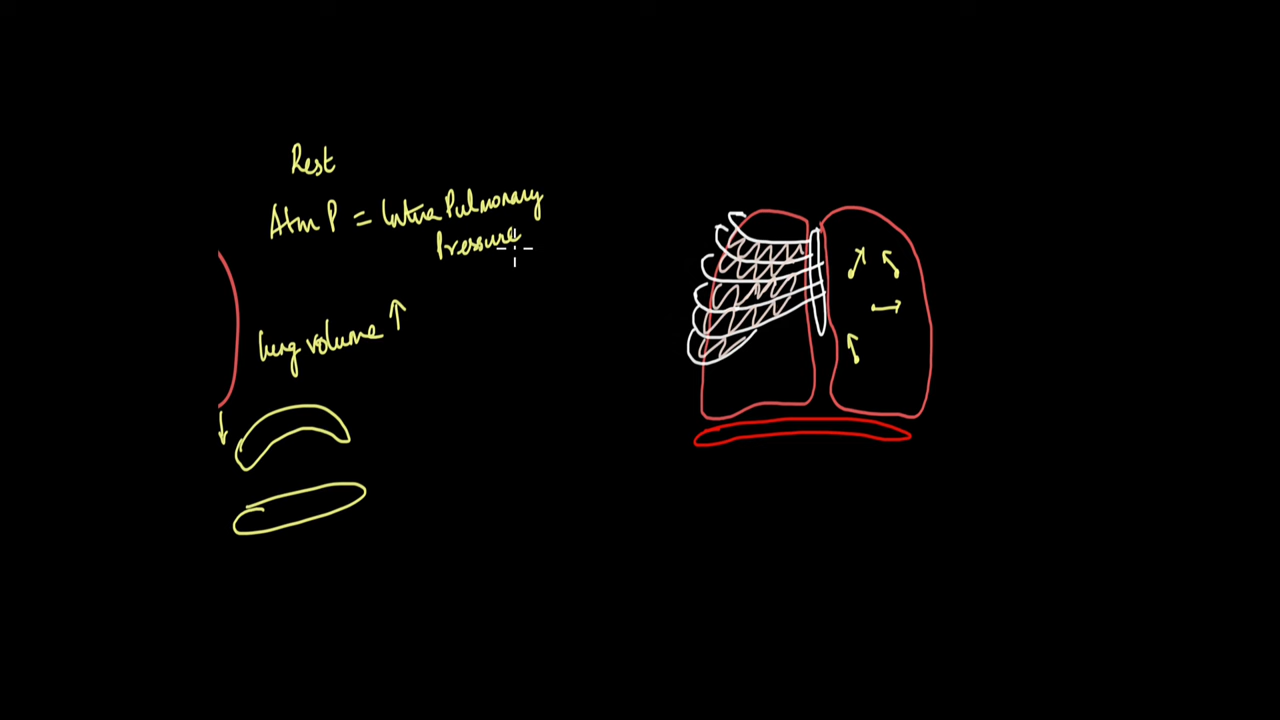 Rest
Atm P = Intra Pulmonary
Pressure
lung volume ↑